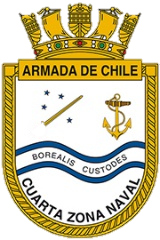 ARMADA DE CHILE
BOREALIS CUSTODES
CUARTA ZONA NAVAL